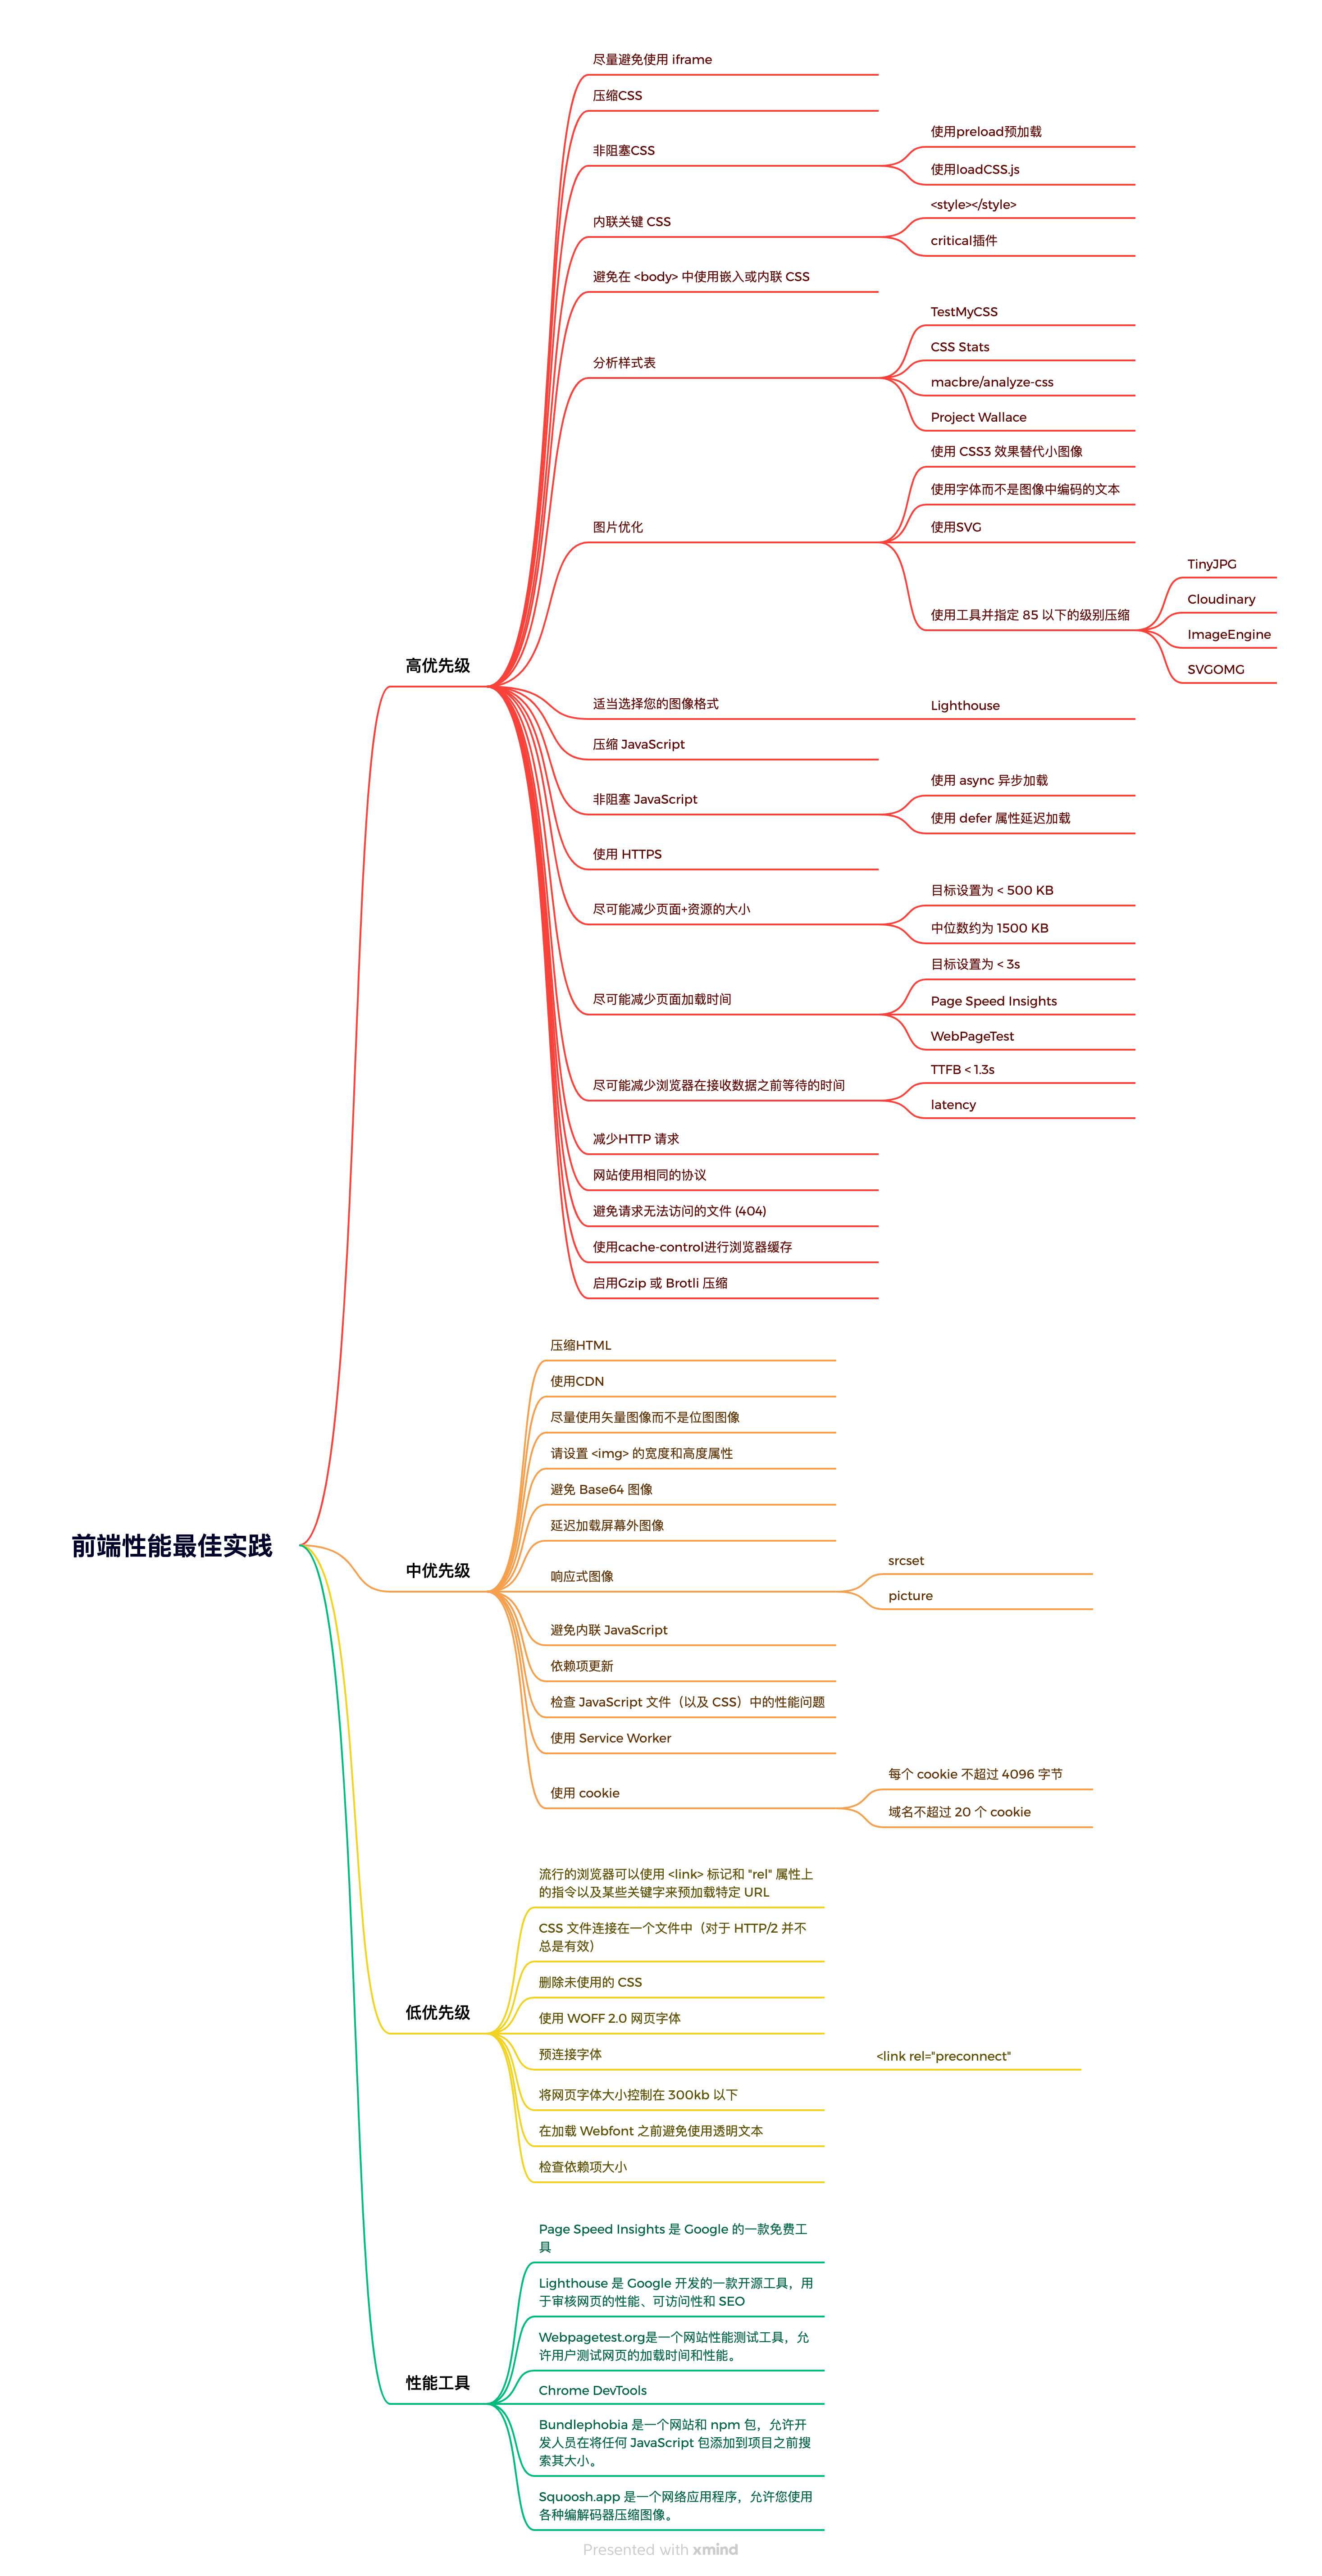 前端性能最佳实践
高优先级
尽量避免使用 iframe
压缩CSS
非阻塞CSS
使用preload预加载
使用loadCSS.js
内联关键 CSS
<style></style>
critical插件
避免在 <body> 中使用嵌入或内联 CSS
分析样式表
TestMyCSS
CSS Stats
macbre/analyze-css
Project Wallace
图片优化
使用 CSS3 效果替代小图像
使用字体而不是图像中编码的文本
使用SVG
使用工具并指定 85 以下的级别压缩
TinyJPG
Cloudinary
ImageEngine
SVGOMG
适当选择您的图像格式
Lighthouse
压缩 JavaScript
非阻塞 JavaScript
使用 async 异步加载
使用 defer 属性延迟加载
使用 HTTPS
尽可能减少页面+资源的大小
目标设置为 < 500 KB
中位数约为 1500 KB
尽可能减少页面加载时间
目标设置为 < 3s
Page Speed Insights
WebPageTest
尽可能减少浏览器在接收数据之前等待的时间
TTFB < 1.3s
latency
减少HTTP 请求
网站使用相同的协议
避免请求无法访问的文件 (404)
使用cache-control进行浏览器缓存
启用Gzip 或 Brotli 压缩
中优先级
压缩HTML
使用CDN
尽量使用矢量图像而不是位图图像
请设置 <img> 的宽度和高度属性
避免 Base64 图像
延迟加载屏幕外图像
响应式图像
srcset
picture
避免内联 JavaScript
依赖项更新
检查 JavaScript 文件（以及 CSS）中的性能问题
使用 Service Worker
使用 cookie
每个 cookie 不超过 4096 字节
域名不超过 20 个 cookie
低优先级
流行的浏览器可以使用 <link> 标记和 "rel" 属性上
的指令以及某些关键字来预加载特定 URL
CSS 文件连接在一个文件中（对于 HTTP/2 并不
总是有效）
删除未使用的 CSS
使用 WOFF 2.0 网页字体
预连接字体
<link rel="preconnect"
将网页字体大小控制在 300kb 以下
在加载 Webfont 之前避免使用透明文本
检查依赖项大小
性能工具
Page Speed Insights 是 Google 的一款免费工
具
Lighthouse 是 Google 开发的一款开源工具，用
于审核网页的性能、可访问性和 SEO
Webpagetest.org是一个网站性能测试工具，允
许用户测试网页的加载时间和性能。
Chrome DevTools
Bundlephobia 是一个网站和 npm 包，允许开
发人员在将任何 JavaScript 包添加到项目之前搜
索其大小。
Squoosh.app 是一个网络应用程序，允许您使用
各种编解码器压缩图像。
Presented with xmind